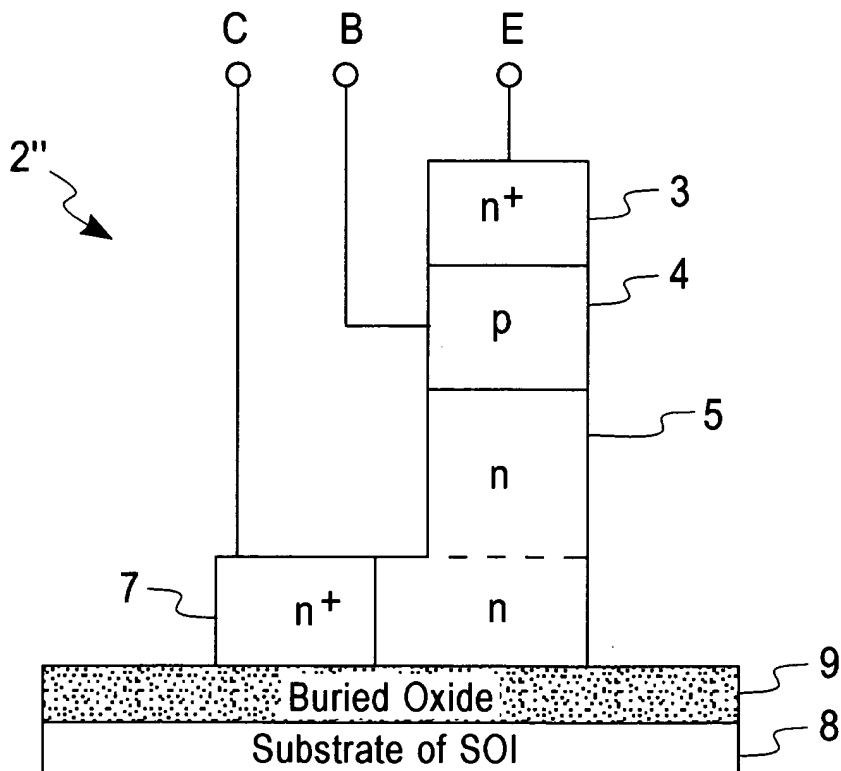 C B E
2"
n+ 3
p 4
n 5
7 n+ n
Buried Oxide 9
Substrate of SOI 8